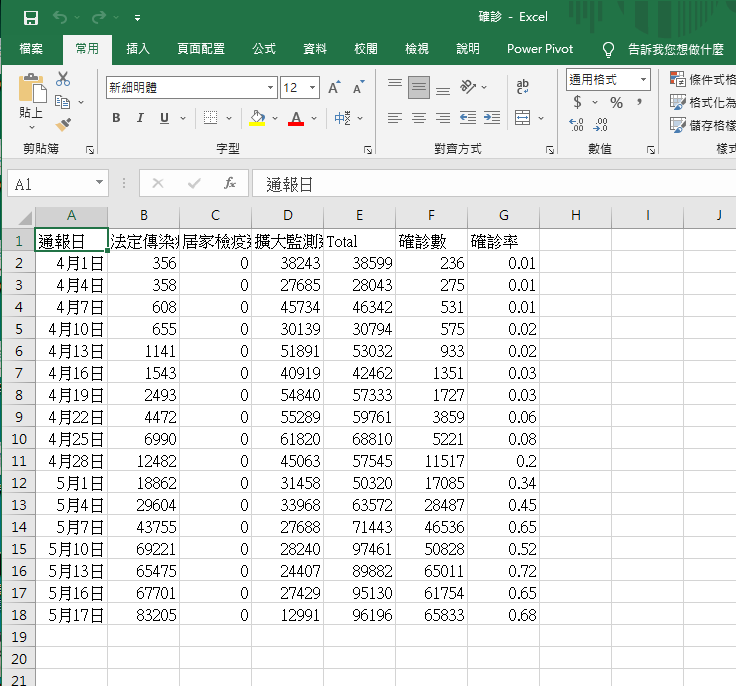 確診 - Excel
檔案 常用 插入 頁面配置 公式 資料 校閱 檢視 說明 Power Pivot 告訴我您想做什麼
貼上
新細明體 12 A A
B I U A 中
ab
通用格式
$ % ,
.00 .00
條件式格
格式化為
儲存格樣
剪貼簿 字型 對齊方式 數值 樣式
A1 fx 通報日
A B C D E F G H I J
1 通報日 法定傳染 居家檢疫 擴大監測 Total 確診數 確診率
2 4月1日 356 0 38243 38599 236 0.01
3 4月4日 358 0 27685 28043 275 0.01
4 4月7日 608 0 45734 46342 531 0.01
5 4月10日 655 0 30139 30794 575 0.02
6 4月13日 1141 0 51891 53032 933 0.02
7 4月16日 1543 0 40919 42462 1351 0.03
8 4月19日 2493 0 54840 57333 1727 0.03
9 4月22日 4472 0 55289 59761 3859 0.06
10 4月25日 6990 0 61820 68810 5221 0.08
11 4月28日 12482 0 45063 57545 11517 0.2
12 5月1日 18862 0 31458 50320 17085 0.34
13 5月4日 29604 0 33968 63572 28487 0.45
14 5月7日 43755 0 27688 71443 46536 0.65
15 5月10日 69221 0 28240 97461 50828 0.52
16 5月13日 65475 0 24407 89882 65011 0.72
17 5月16日 67701 0 27429 95130 61754 0.65
18 5月17日 83205 0 12991 96196 65833 0.68
19
20
21